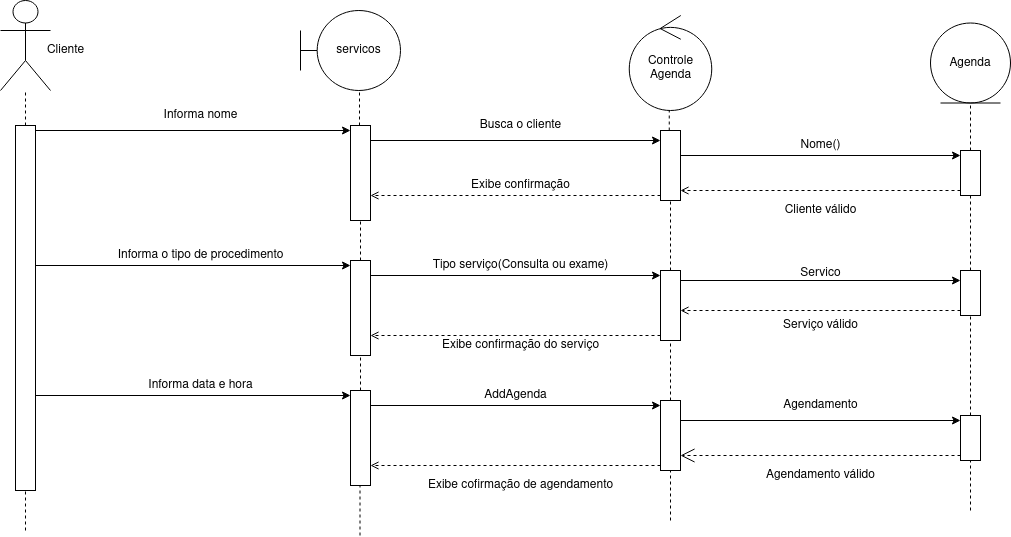 Cliente
servicos
Controle
Agenda
Agenda
Informa nome
Busca o cliente
Nome()
Exibe confirmação
Cliente válido
Informa o tipo de procedimento
Tipo serviço(Consulta ou exame)
Servico
Serviço válido
Exibe confirmação do serviço
Informa data e hora
AddAgenda
Agendamento
Agendamento válido
Exibe cofirmação de agendamento